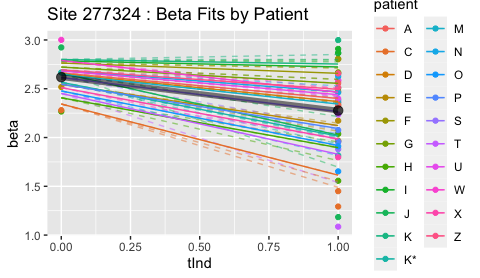 Site 277324 : Beta Fits by Patient
beta
3.0
2.5
2.0
1.5
1.0
0.00
0.25
0.50
0.75
1.00
tInd
patient
A
C
D
E
F
G
H
I
J
K
K*
M
N
O
P
S
T
U
W
X
Z